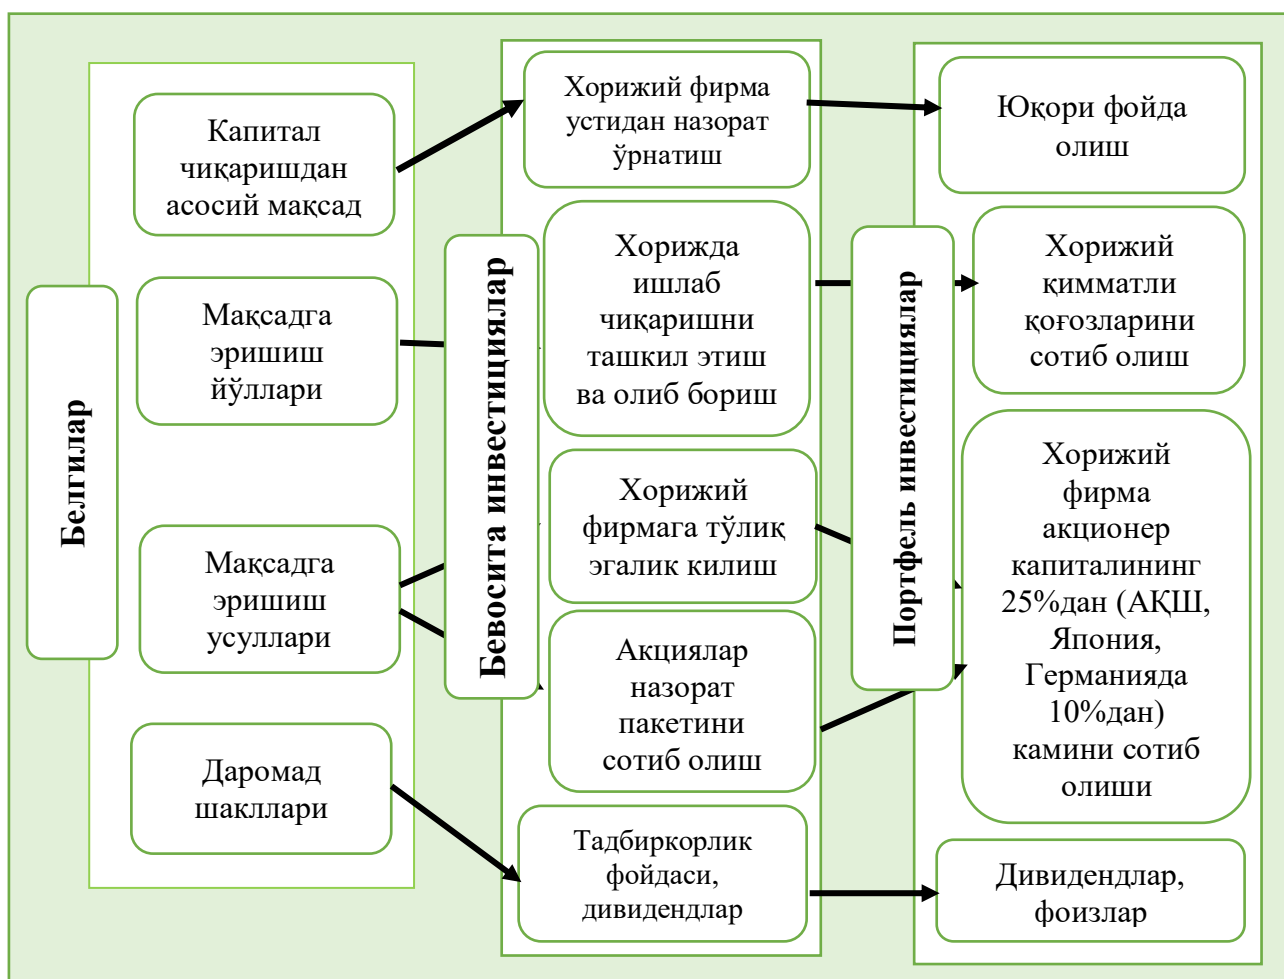 Белгилар
Капитал
чиқаришдан
асосий мақсад
Мақсадга
эришиш
йўллари
Мақсадга
эришиш
усуллари
Даромад
шакллари
Бевосита инвестициялар
Хорижий фирма
устидан назорат
ўрнатиш
Хорижда
ишлаб
чиқаришни
ташкил этиш
ва олиб бориш
Хорижий
фирмага тўлиқ
эгалик килиш
Акциялар
назорат
пакетини
сотиб олиш
Тадбиркорлик
фойдаси,
дивидендлар
Портфель инвестициялар
Юқори фойда
олиш
Хорижий
қимматли
қоғозларини
сотиб олиш
Хорижий
фирма
акционер
капиталининг
25%дан (АҚШ,
Япония,
Германияда
10%дан)
камини сотиб
олиши
Дивидендлар,
фоизлар